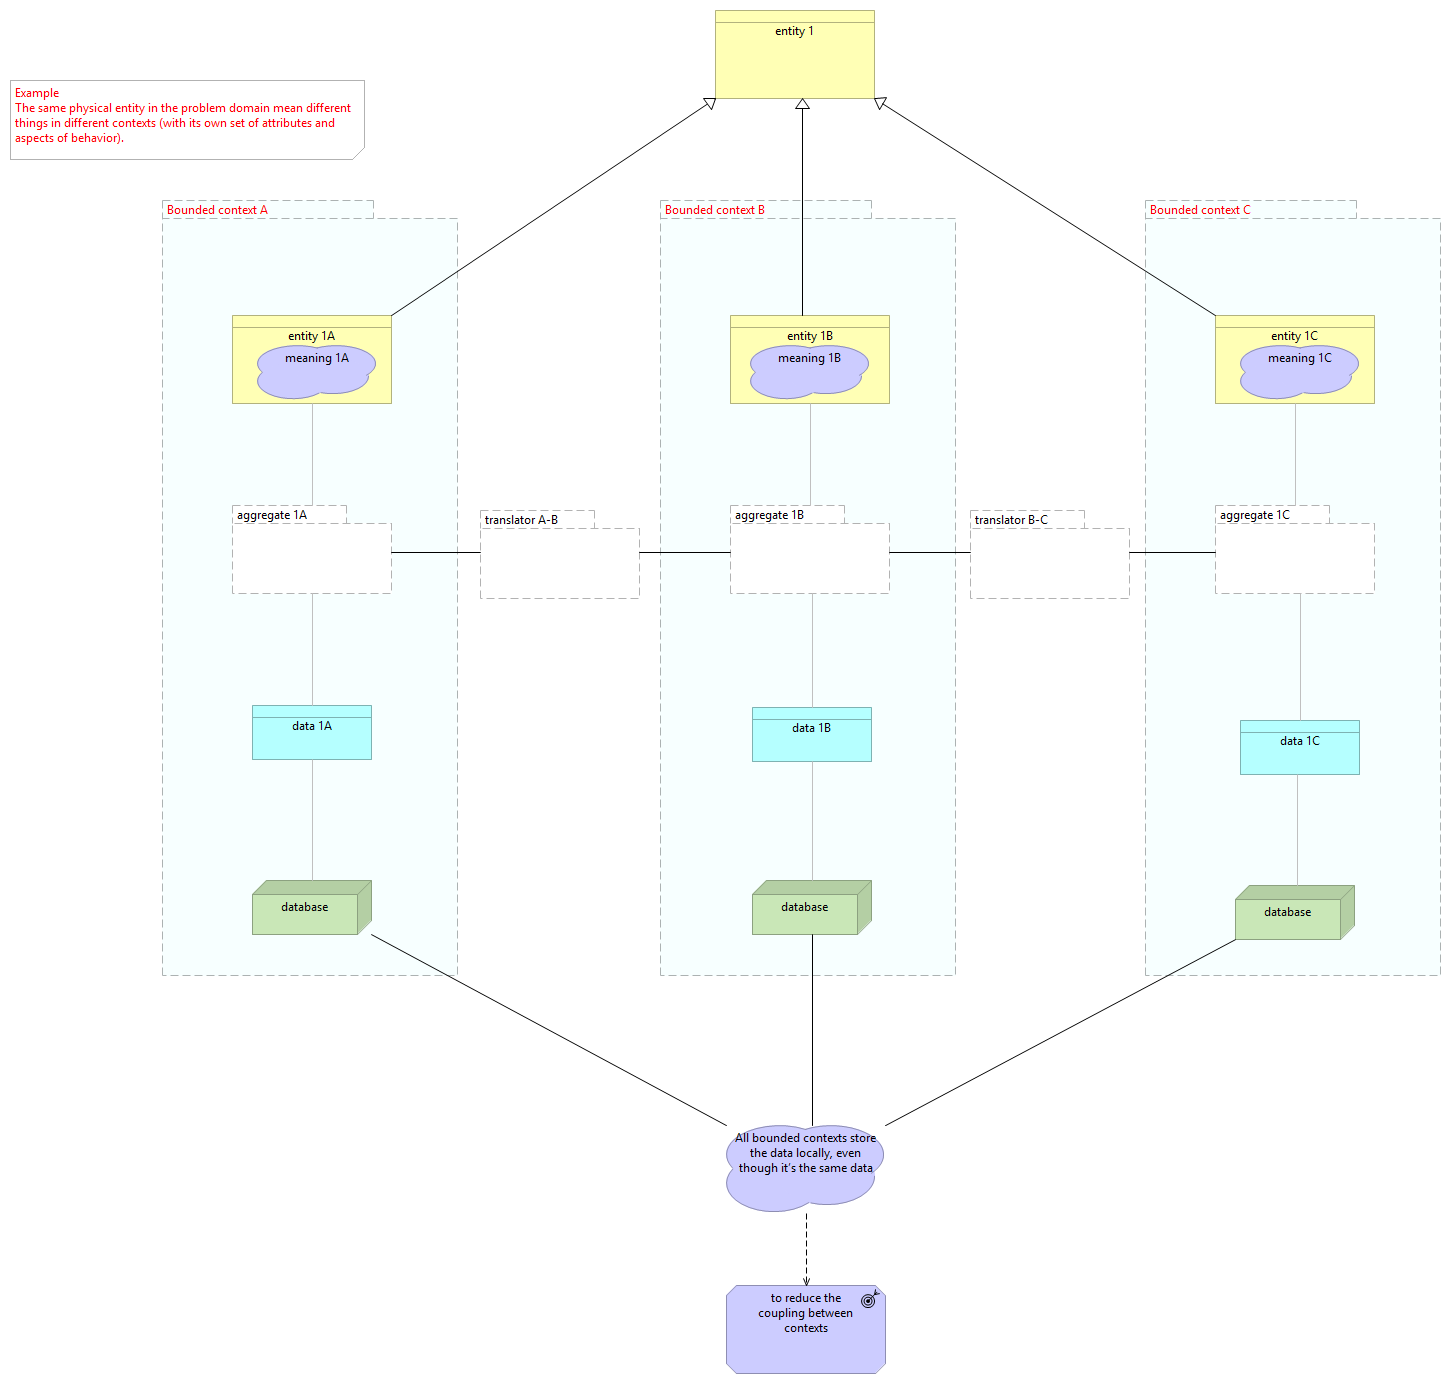 entity 1
Example
The same physical entity in the problem domain mean different
things in different contexts (with its own set of attributes and
aspects of behavior).
Bounded context A
Bounded context B
Bounded context C
entity 1A
meaning 1A
entity 1B
meaning 1B
entity 1C
meaning 1C
aggregate 1A
translator A-B
aggregate 1B
translator B-C
aggregate 1C
data 1A
data 1B
data 1C
database
database
database
All bounded contexts store
the data locally, even
though it's the same data
to reduce the
coupling between
contexts